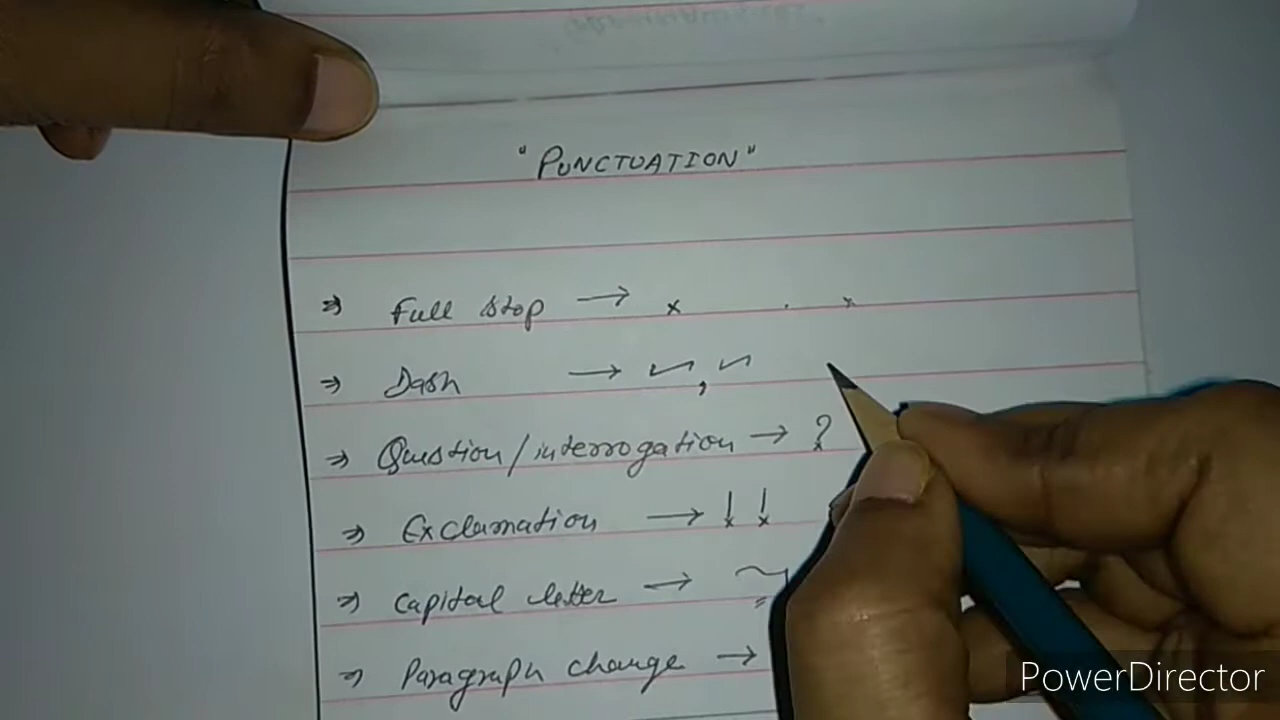 "PUNCTUATION"
⇒ Full stop → x . x
⇒ Dash → ,
⇒ Question/interrogation → ?
⇒ Exclamation → ! !
⇒ Capital letter →
⇒ Paragraph change →
PowerDirector